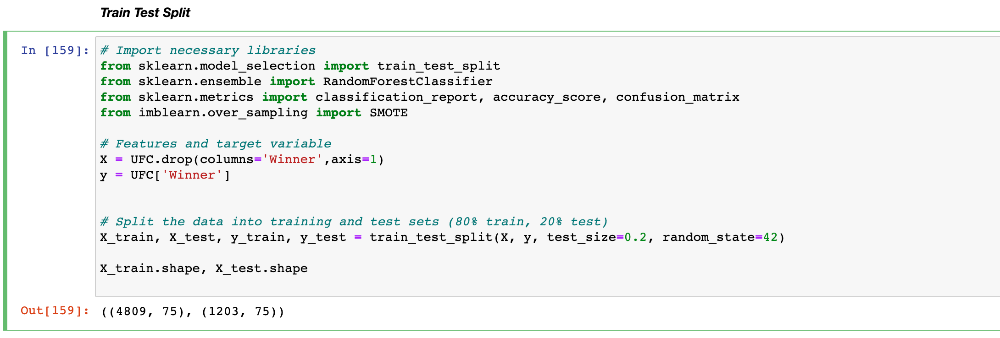 Train Test Split
In [159]:
# Import necessary libraries
from sklearn.model_selection import train_test_split
from sklearn.ensemble import RandomForestClassifier
from sklearn.metrics import classification_report, accuracy_score, confusion_matrix
from imblearn.over_sampling import SMOTE
# Features and target variable
X = UFC.drop(columns='Winner',axis=1)
y = UFC['Winner']
# Split the data into training and test sets (80% train, 20% test)
X_train, X_test, y_train, y_test = train_test_split(X, y, test_size=0.2, random_state=42)
X_train.shape, X_test.shape
Out[159]: ((4809, 75), (1203, 75))